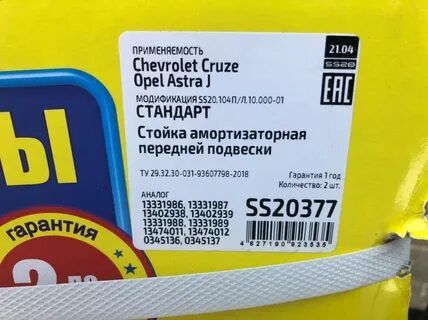 ПРИМЕНЯЕМОСТЬ
Chevrolet Cruze
Opel Astra J
21.04
SS20
EAC
МОДИФИКАЦИЯ SS20.104П/Л.10.000-01
СТАНДАРТ
Стойка амортизаторная
передней подвески
ТУ 29.32.30-031-93607798-2018
Гарантия 1 год
Количество: 2 шт.
АНАЛОГ
13331986, 13331987
13402938, 13402939
13331988, 13331989
13474011, 13474012
0345136, 0345137
SS20377
4627190923535
Ы
гарантия
2